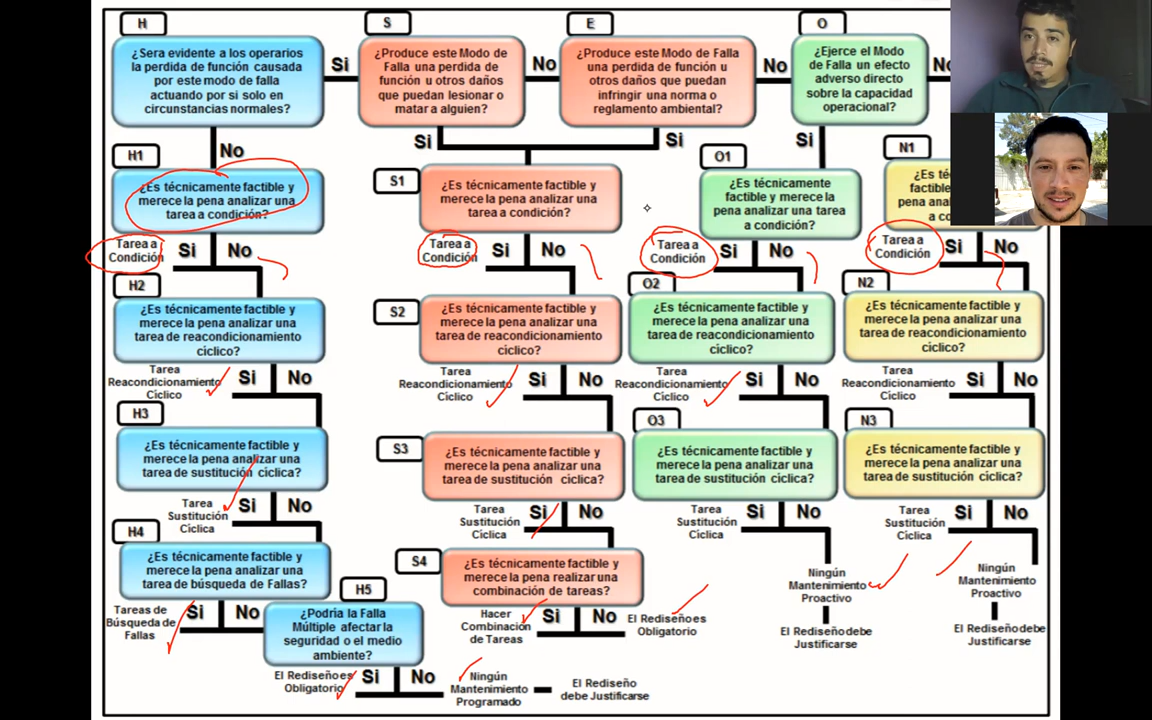 H
¿Sera evidente a los operarios
la perdida de función causada
por este modo de falla
actuando por si solo en
circunstancias normales?
Si
No
S
¿Produce este Modo de
Falla una perdida de
función u otros daños
que puedan lesionar o
matar a alguien?
No
Si
E
¿Produce este Modo de Falla
una perdida de función u
otros daños que puedan
infringir una norma o
reglamento ambiental?
No
Si
O
¿Ejerce el Modo
de Falla un efecto
adverso directo
sobre la capacidad
operacional?
Si
H1
¿Es técnicamente factible y
merece la pena analizar una
tarea a condición?
Tarea a
Condición
Si
No
H2
¿Es técnicamente factible y
merece la pena analizar una
tarea de reacondicionamiento
cíclico?
Tarea
Reacondicionamiento
Cíclico
Si
No
H3
¿Es técnicamente factible y
merece la pena analizar una
tarea de sustitución cíclica?
Tarea
Sustitución
Cíclica
Si
No
H4
¿Es técnicamente factible y
merece la pena analizar una
tarea de búsqueda de Fallas?
Tareas de
Búsqueda de
Fallas
Si
No
H5
¿Podría la Falla
Múltiple afectar la
seguridad o el medio
ambiente?
El Rediseño es
Obligatorio
Si
No
Ningún
Mantenimiento
Programado
El Rediseño
debe Justificarse
S1
¿Es técnicamente factible y
merece la pena analizar una
tarea a condición?
Tarea a
Condición
Si
No
S2
¿Es técnicamente factible y
merece la pena analizar una
tarea de reacondicionamiento
cíclico?
Tarea
Reacondicionamiento
Cíclico
Si
No
S3
¿Es técnicamente factible y
merece la pena analizar una
tarea de sustitución cíclica?
Tarea
Sustitución
Cíclica
Si
No
S4
¿Es técnicamente factible y
merece la pena realizar una
combinación de tareas?
Hacer
Combinación
de Tareas
Si
No
El Rediseño es
Obligatorio
O1
¿Es técnicamente
factible y merece la
pena analizar una tarea
a condición?
Tarea a
Condición
Si
No
O2
¿Es técnicamente factible y
merece la pena analizar una
tarea de reacondicionamiento
cíclico?
Tarea
Reacondicionamiento
Cíclico
Si
No
O3
¿Es técnicamente factible y
merece la pena analizar una
tarea de sustitución cíclica?
Tarea
Sustitución
Cíclica
Si
No
Ningún
Mantenimiento
Proactivo
El Rediseño debe
Justificarse
N1
Tarea a
Condición
Si
No
N2
¿Es técnicamente factible y
merece la pena analizar una
tarea de reacondicionamiento
cíclico?
Tarea
Reacondicionamiento
Cíclico
Si
No
N3
¿Es técnicamente factible y
merece la pena analizar una
tarea de sustitución cíclica?
Tarea
Sustitución
Cíclica
Si
No
Ningún
Mantenimiento
Proactivo
El Rediseño debe
Justificarse